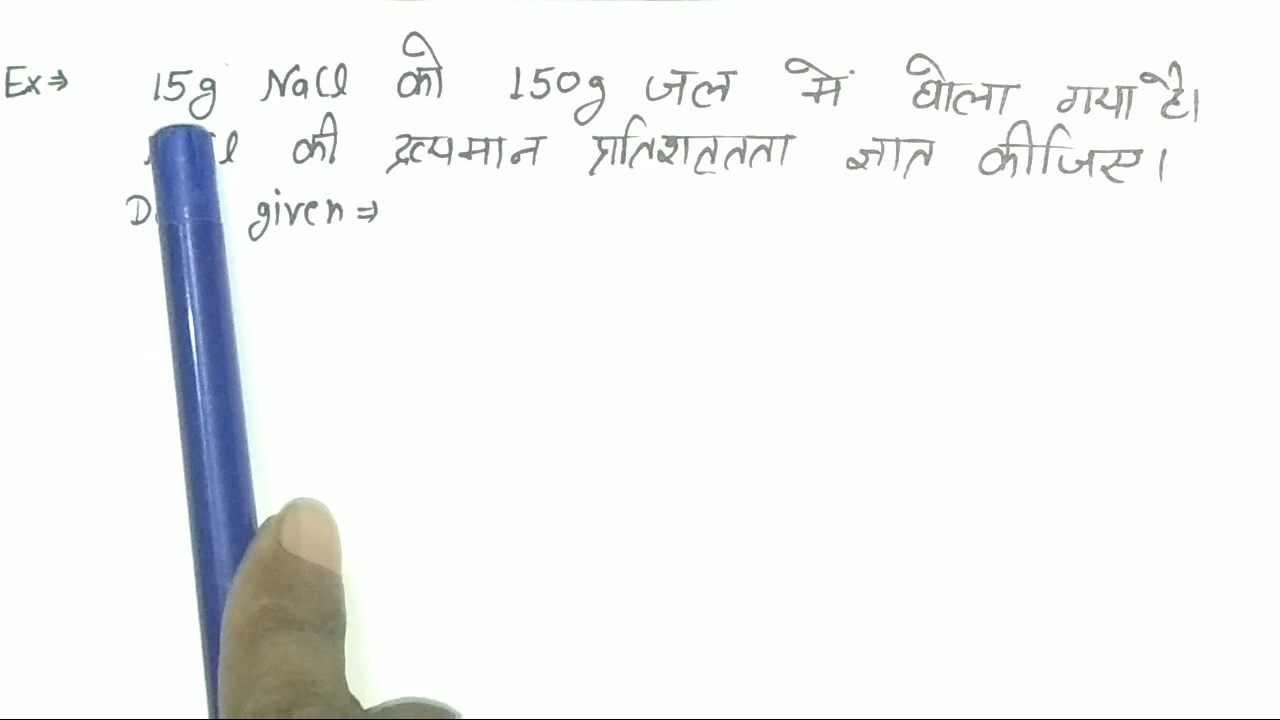 Ex⇒ 15g NaCl को 150g जल में घोला गया है।
की द्रव्यमान प्रतिशतता ज्ञात कीजिए।
given ⇒